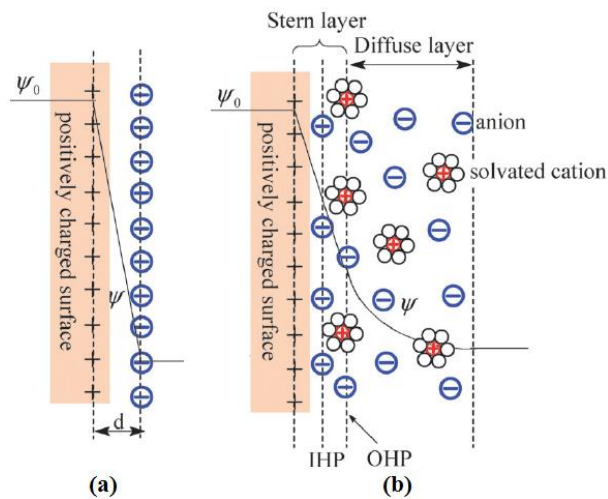 Stern layer
Diffuse layer
ψ₀
positively charged surface
ψ
d
ψ₀
positively charged surface
anion
solvated cation
ψ
IHP
OHP
(a)
(b)